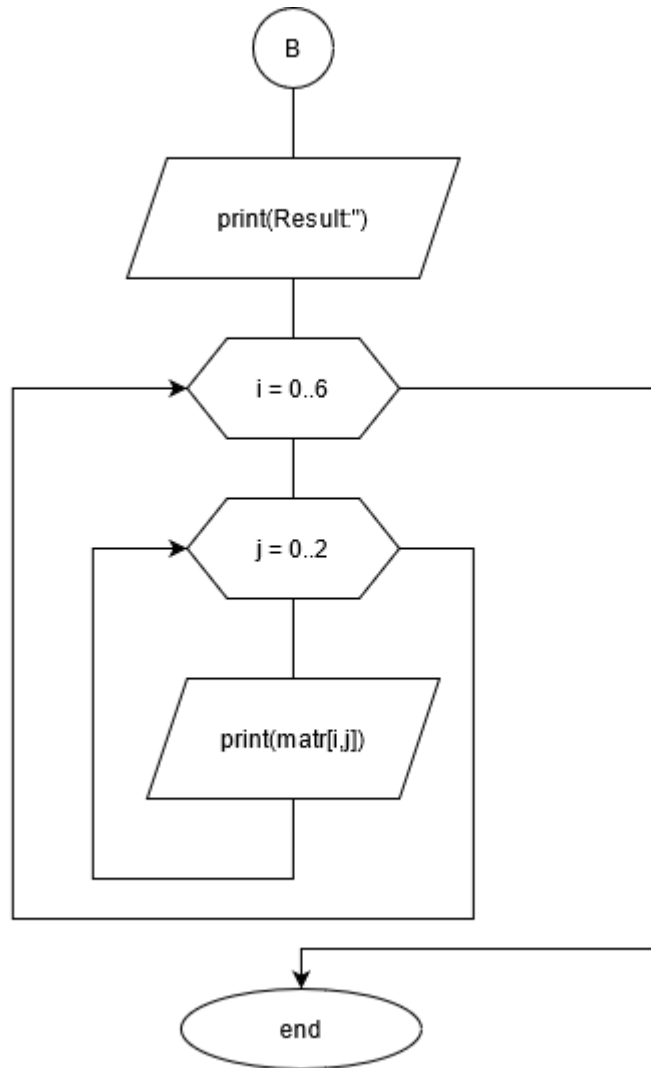 B
print(Result:")
i = 0..6
j = 0..2
print(matr[i,j])
end